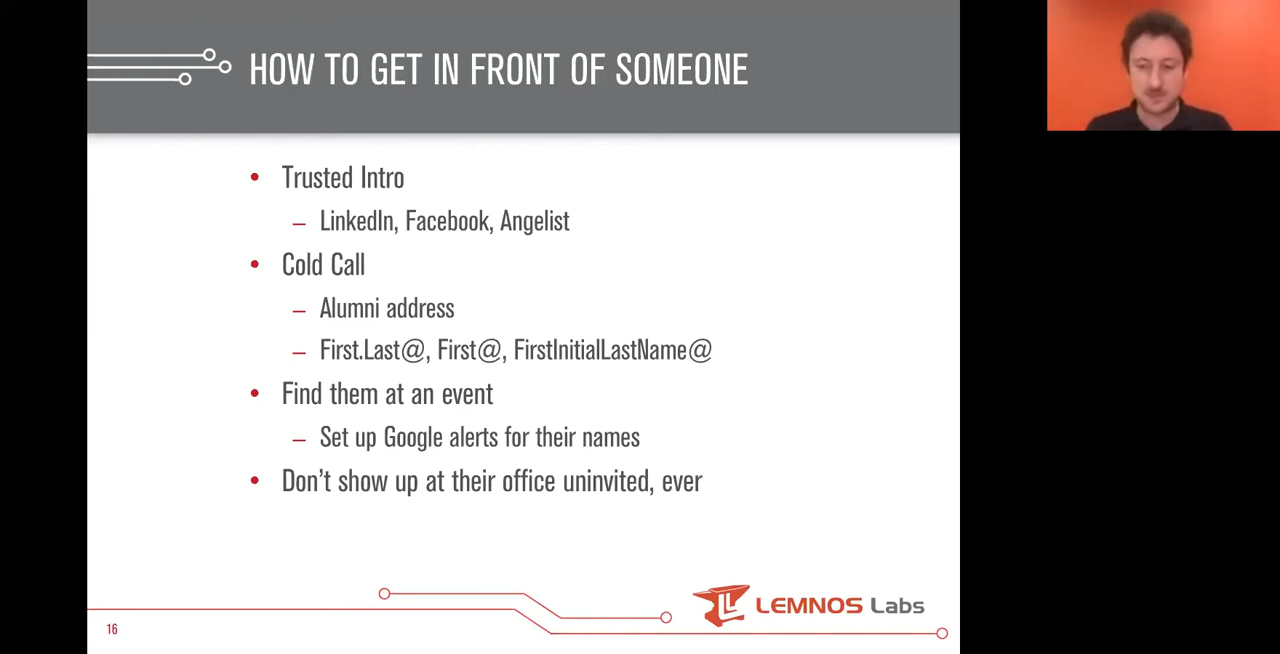 HOW TO GET IN FRONT OF SOMEONE
• Trusted Intro
– LinkedIn, Facebook, Angelist
• Cold Call
– Alumni address
– First.Last@, First@, FirstInitialLastName@
• Find them at an event
– Set up Google alerts for their names
• Don't show up at their office uninvited, ever
LEMNOS Labs
16